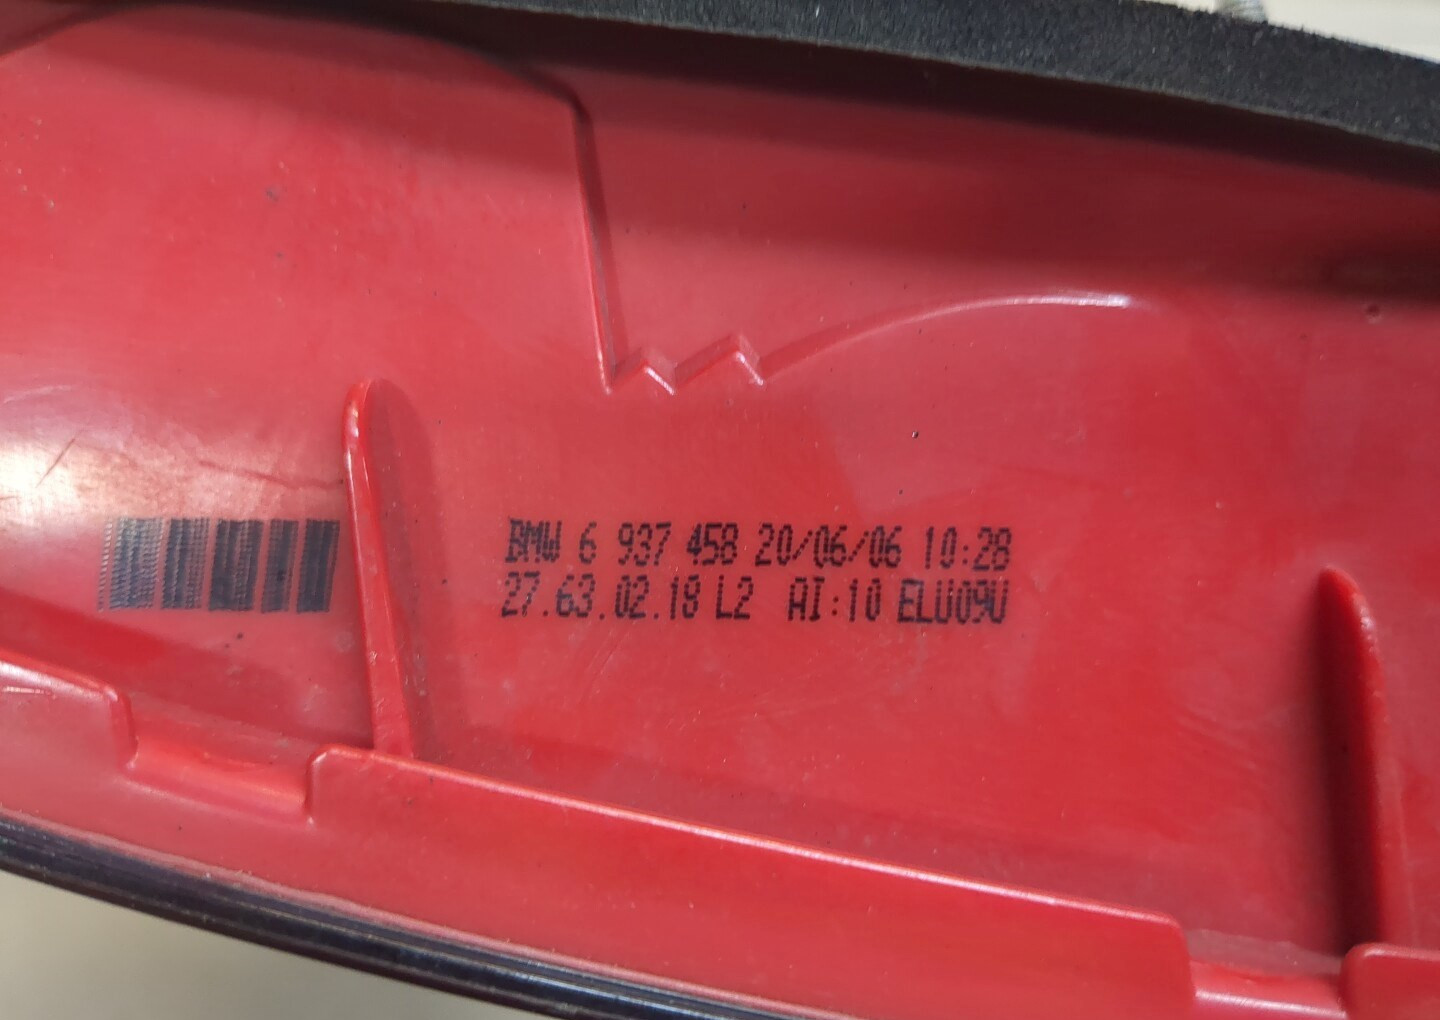 BMW 6 937 458 20/06/06 10:28
27.63.02.18 L2 AI:10 ELU09U